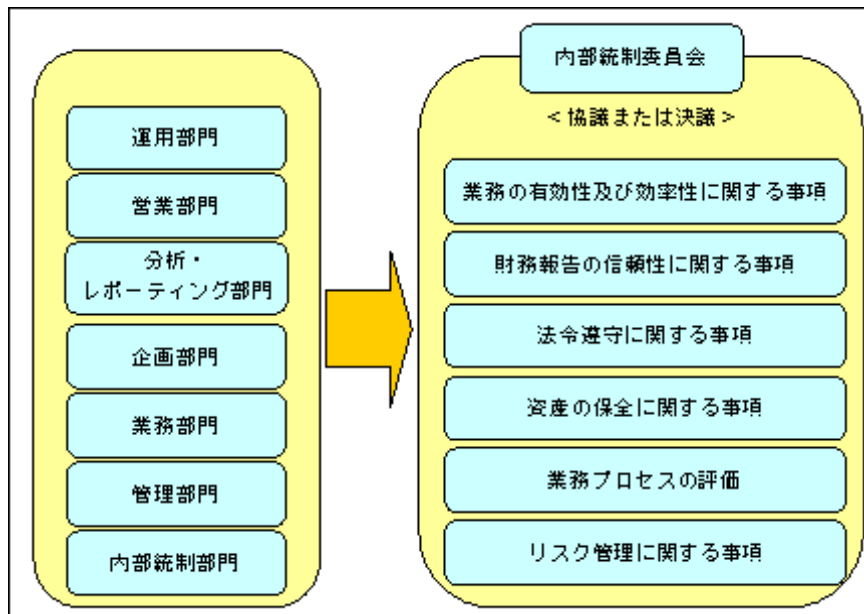 運用部門
営業部門
分析・
レポーティング部門
企画部門
業務部門
管理部門
内部統制部門
内部統制委員会
＜協議または決議＞
業務の有効性及び効率性に関する事項
財務報告の信頼性に関する事項
法令遵守に関する事項
資産の保全に関する事項
業務プロセスの評価
リスク管理に関する事項